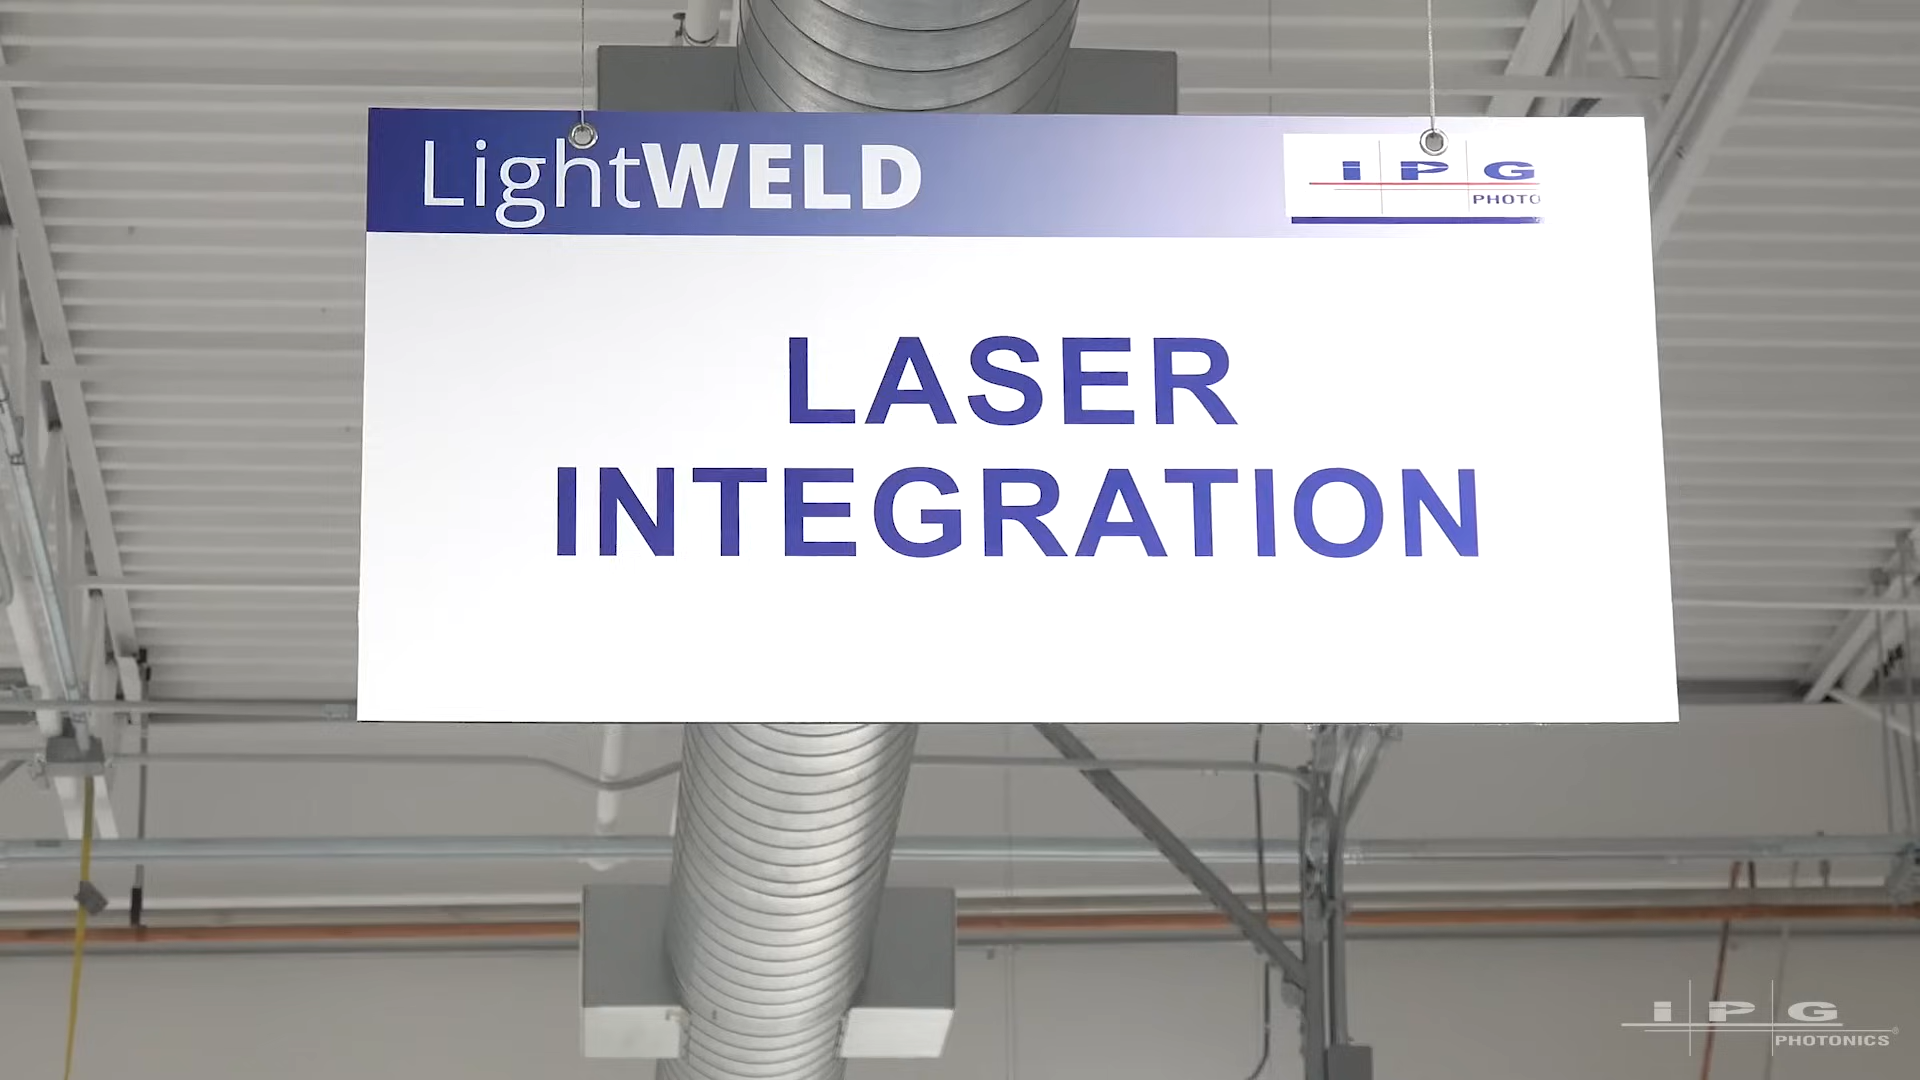 LightWELD
IPG
PHOTO
LASER
INTEGRATION
IPG
PHOTONICS